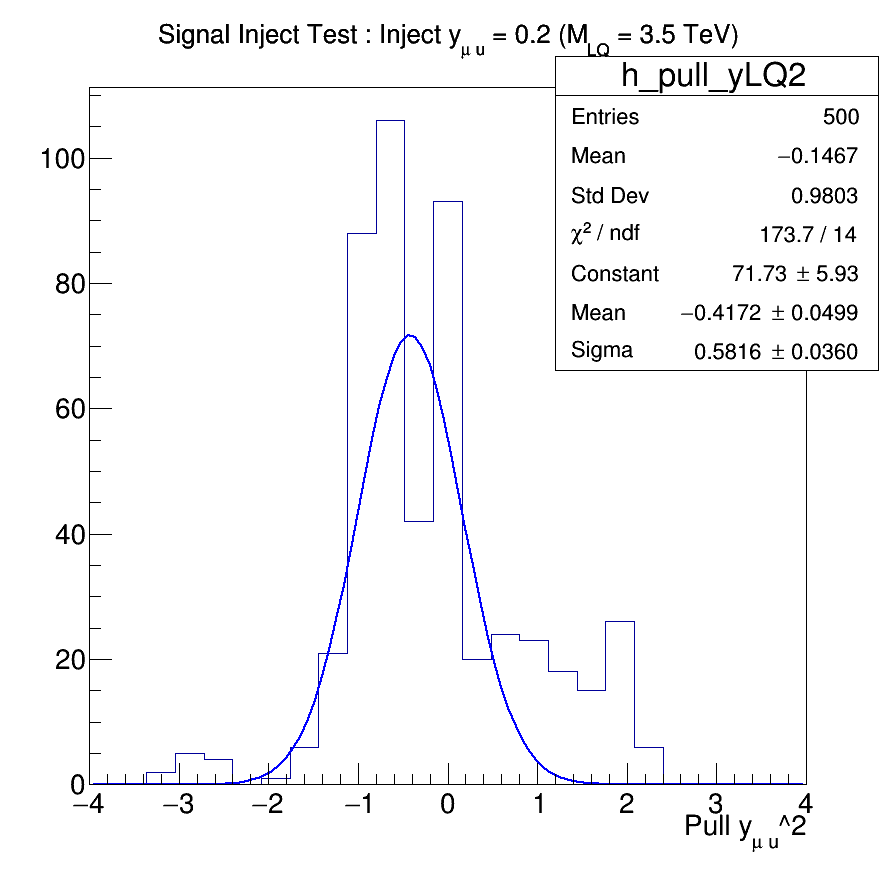 Signal Inject Test : Inject y_μ u = 0.2 (M_LQ = 3.5 TeV)
h_pull_yLQ2
Entries 500
Mean −0.1467
Std Dev 0.9803
χ² / ndf 173.7 / 14
Constant 71.73 ± 5.93
Mean −0.4172 ± 0.0499
Sigma 0.5816 ± 0.0360
100
80
60
40
20
0
−4 −3 −2 −1 0 1 2 3 4
Pull y_μ u^2